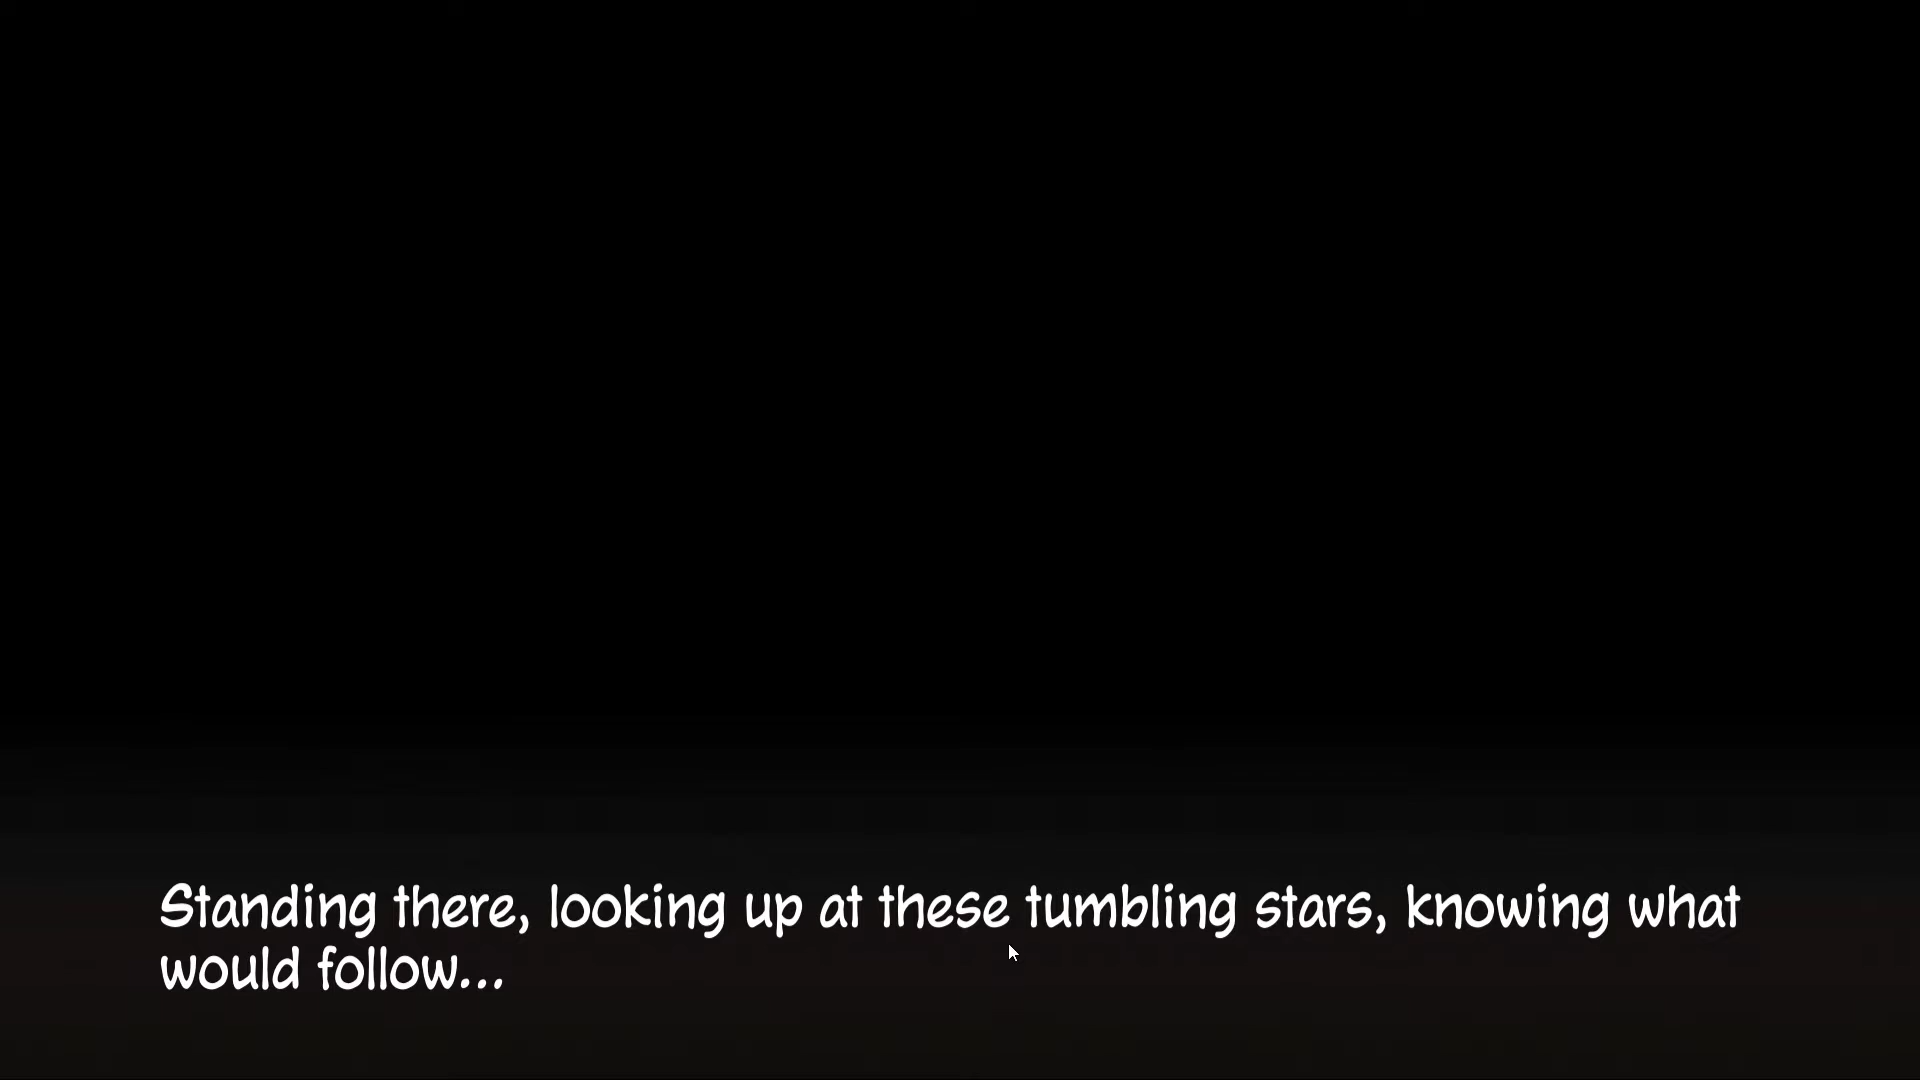 Standing there, looking up at these tumbling stars, knowing what
would follow...